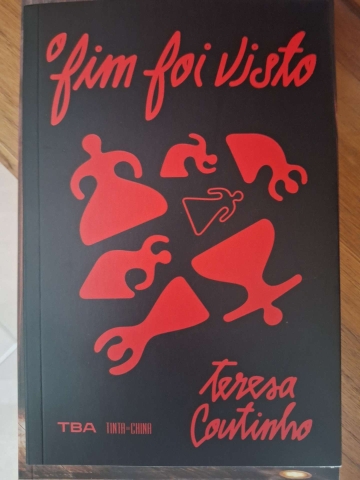 o fim foi visto
teresa
Coutinho
TBA TINTA-DA-CHINA